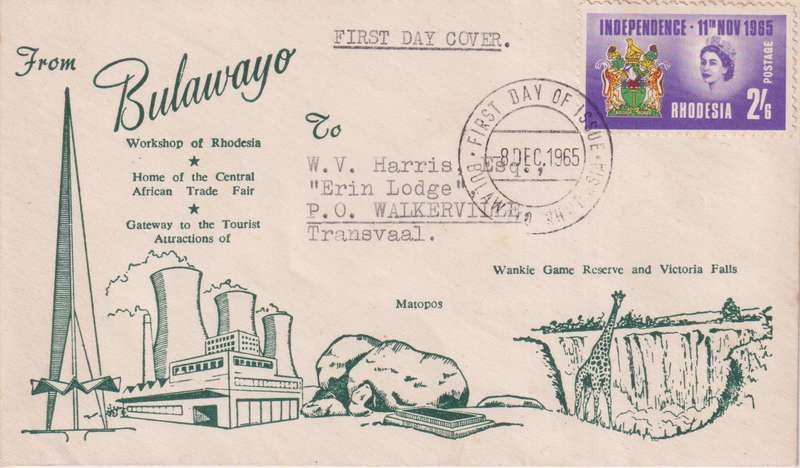 FIRST DAY COVER.
INDEPENDENCE · 11TH NOV 1965
POSTAGE
RHODESIA 2/6
From
Bulawayo
Workshop of Rhodesia
★
Home of the Central
African Trade Fair
★
Gateway to the Tourist
Attractions of
To
W.V. Harris, Esq.,
"Erin Lodge"
P.O. WALKERVILLE,
Transvaal.
· FIRST DAY OF ISSUE ·
8 DEC. 1965
BULAWAYO RHODESIA
Wankie Game Reserve and Victoria Falls
Matopos